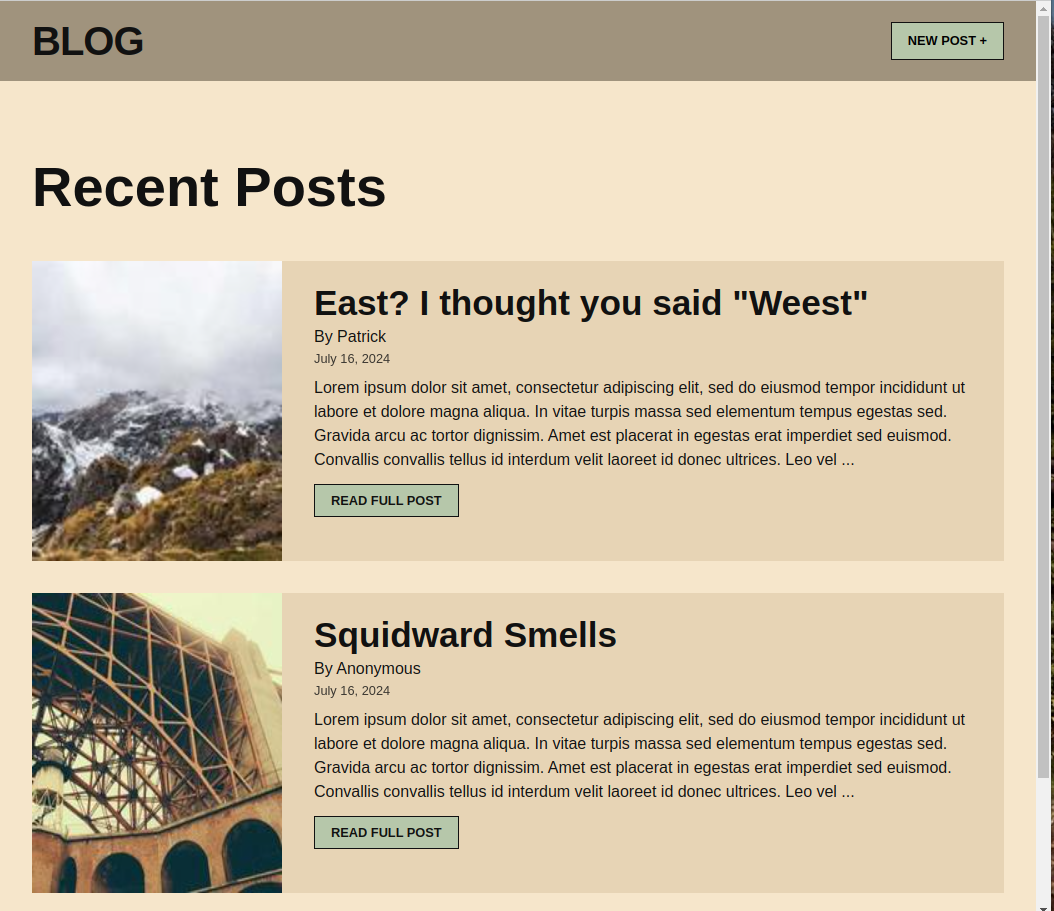 BLOG
NEW POST +
Recent Posts
East? I thought you said "Weest"
By Patrick
July 16, 2024
Lorem ipsum dolor sit amet, consectetur adipiscing elit, sed do eiusmod tempor incididunt ut
labore et dolore magna aliqua. In vitae turpis massa sed elementum tempus egestas sed.
Gravida arcu ac tortor dignissim. Amet est placerat in egestas erat imperdiet sed euismod.
Convallis convallis tellus id interdum velit laoreet id donec ultrices. Leo vel ...
READ FULL POST
Squidward Smells
By Anonymous
July 16, 2024
Lorem ipsum dolor sit amet, consectetur adipiscing elit, sed do eiusmod tempor incididunt ut
labore et dolore magna aliqua. In vitae turpis massa sed elementum tempus egestas sed.
Gravida arcu ac tortor dignissim. Amet est placerat in egestas erat imperdiet sed euismod.
Convallis convallis tellus id interdum velit laoreet id donec ultrices. Leo vel ...
READ FULL POST